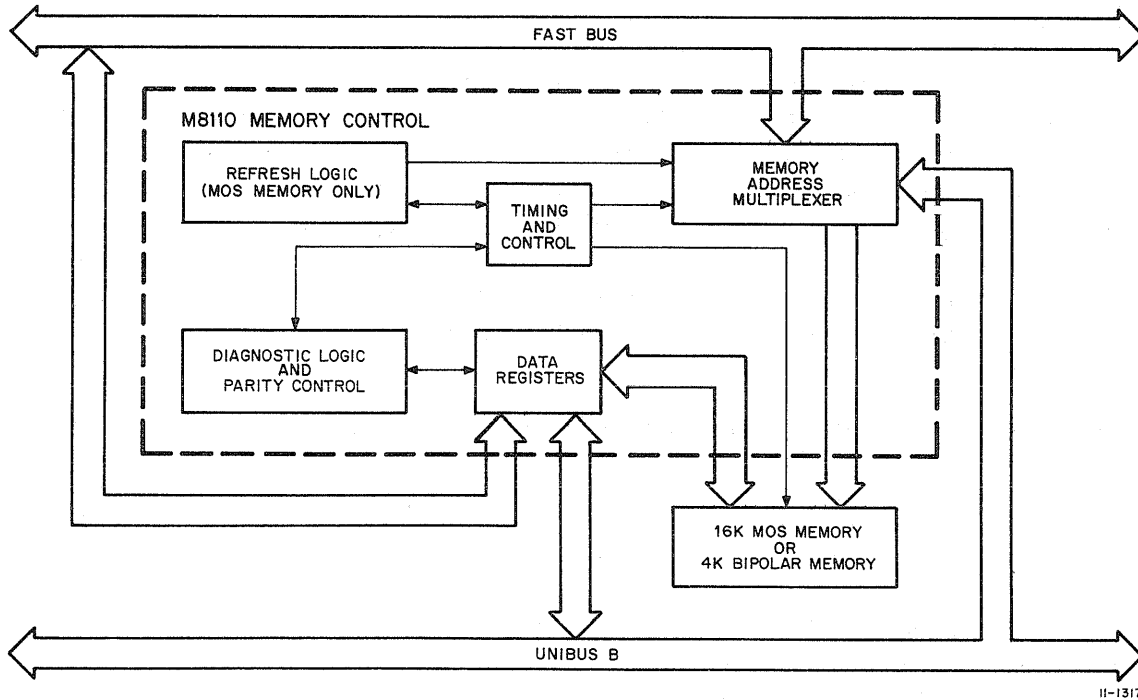 FAST BUS
M8110 MEMORY CONTROL
REFRESH LOGIC
(MOS MEMORY ONLY)
TIMING
AND
CONTROL
MEMORY
ADDRESS
MULTIPLEXER
DIAGNOSTIC LOGIC
AND
PARITY CONTROL
DATA
REGISTERS
16K MOS MEMORY
OR
4K BIPOLAR MEMORY
UNIBUS B